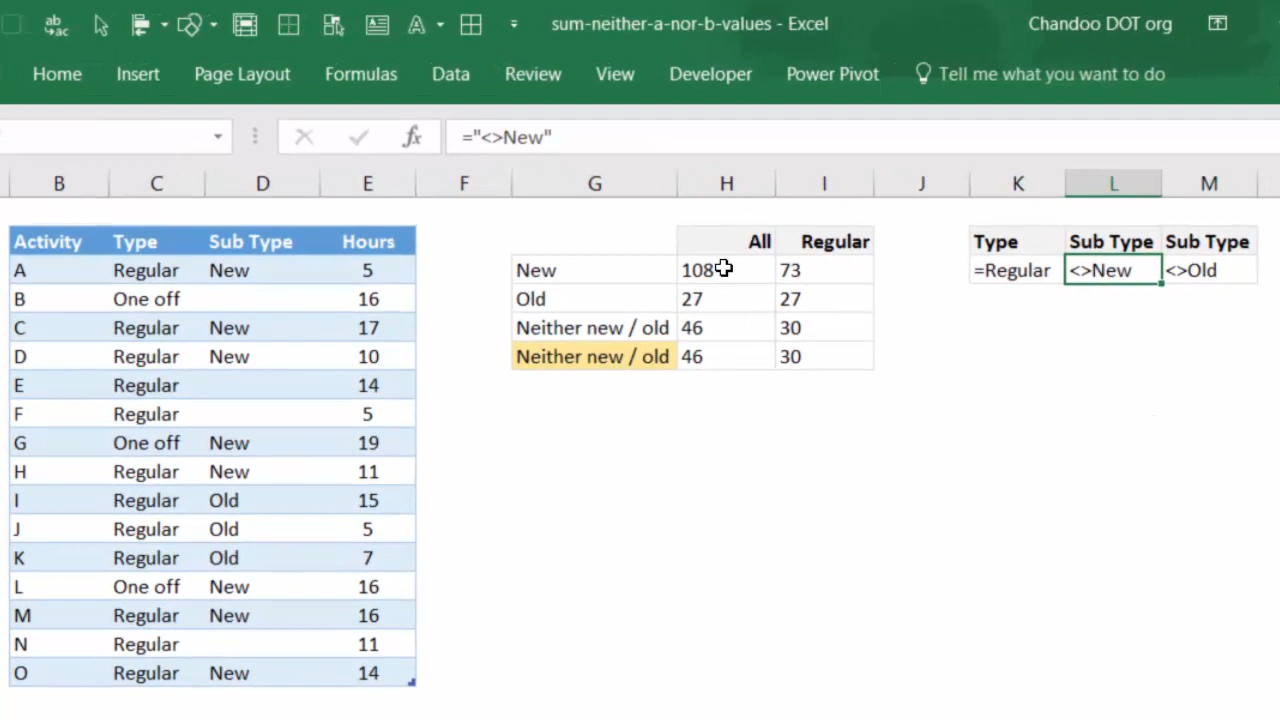 ab
ac
sum-neither-a-nor-b-values - Excel
Chandoo DOT org
Home Insert Page Layout Formulas Data Review View Developer Power Pivot Tell me what you want to do
fx ="<>New"
B C D E F G H I J K L M
Activity Type Sub Type Hours All Regular Type Sub Type Sub Type
A Regular New 5 New 108 73 =Regular <>New <>Old
B One off 16 Old 27 27
C Regular New 17 Neither new / old 46 30
D Regular New 10 Neither new / old 46 30
E Regular 14
F Regular 5
G One off New 19
H Regular New 11
I Regular Old 15
J Regular Old 5
K Regular Old 7
L One off New 16
M Regular New 16
N Regular 11
O Regular New 14